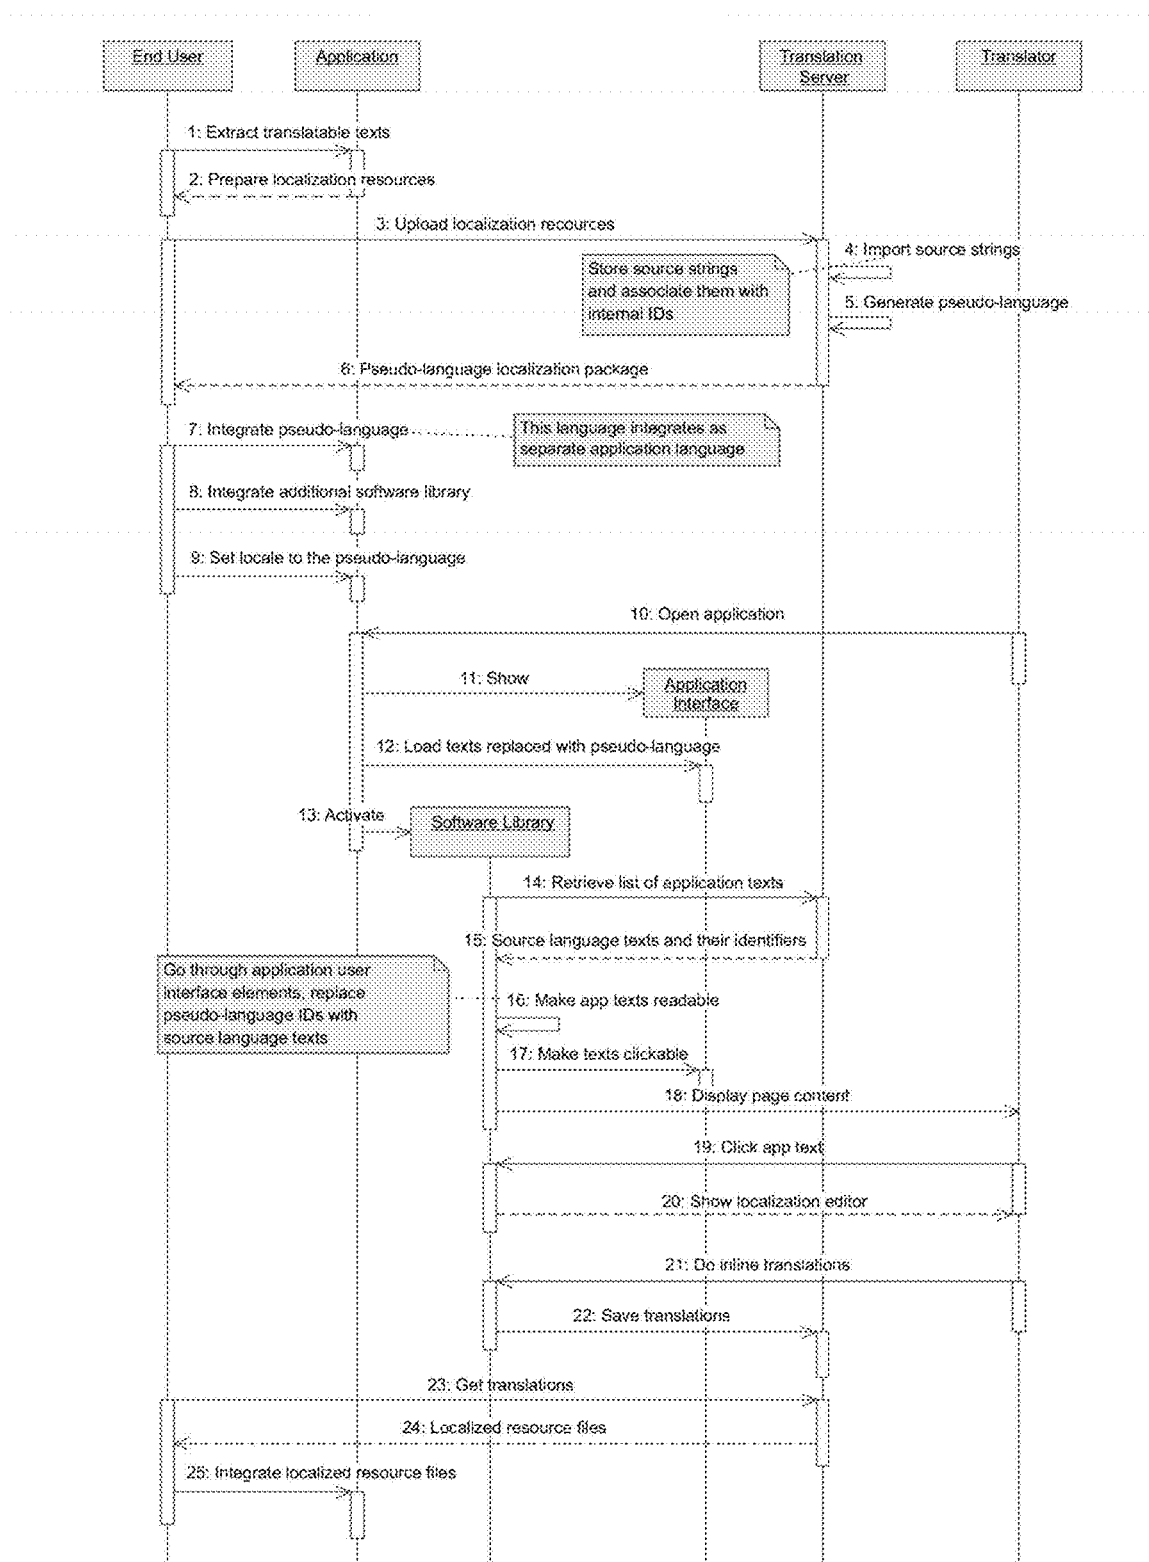 End User
Application
Translation
Server
Translator
1: Extract translatable texts
2: Prepare localization resources
3: Upload localization recources
4: Import source strings
Store source strings
and associate them with
internal IDs
5: Generate pseudo-language
6: Pseudo-language localization package
7: Integrate pseudo-language
This language integrates as
separate application language
8: Integrate additional software library
9: Set locale to the pseudo-language
10: Open application
11: Show
Application
Interface
12: Load texts replaced with pseudo-language
13: Activate
Software Library
14: Retrieve list of application texts
15: Source language texts and their identifiers
Go through application user
interface elements, replace
pseudo-language IDs with
source language texts
16: Make app texts readable
17: Make texts clickable
18: Display page content
19: Click app text
20: Show localization editor
21: Do inline translations
22: Save translations
23: Get translations
24: Localized resource files
25: Integrate localized resource files